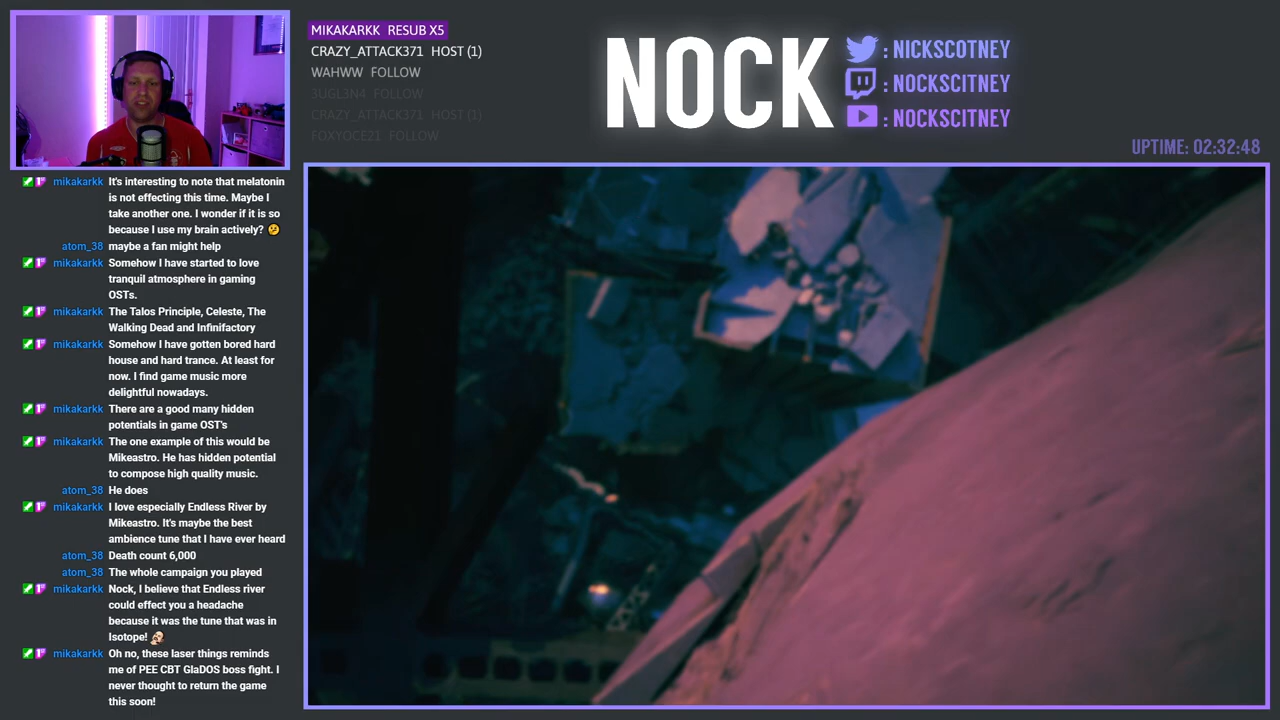 MIKAKARKK RESUB X5
CRAZY_ATTACK371 HOST (1)
WAHWW FOLLOW
3UGL3N4 FOLLOW
CRAZY_ATTACK371 HOST (1)
FOXYOCE21 FOLLOW
NOCK
: NICKSCOTNEY
: NOCKSCITNEY
: NOCKSCITNEY
UPTIME: 02:32:48
mikakarkk It's interesting to note that melatonin
is not effecting this time. Maybe I
take another one. I wonder if it is so
because I use my brain actively?
atom_38 maybe a fan might help
mikakarkk Somehow I have started to love
tranquil atmosphere in gaming
OSTs.
mikakarkk The Talos Principle, Celeste, The
Walking Dead and Infinifactory
mikakarkk Somehow I have gotten bored hard
house and hard trance. At least for
now. I find game music more
delightful nowadays.
mikakarkk There are a good many hidden
potentials in game OST's
mikakarkk The one example of this would be
Mikeastro. He has hidden potential
to compose high quality music.
atom_38 He does
mikakarkk I love especially Endless River by
Mikeastro. It's maybe the best
ambience tune that I have ever heard
atom_38 Death count 6,000
atom_38 The whole campaign you played
mikakarkk Nock, I believe that Endless river
could effect you a headache
because it was the tune that was in
Isotope!
mikakarkk Oh no, these laser things reminds
me of PEE CBT GlaDOS boss fight. I
never thought to return the game
this soon!